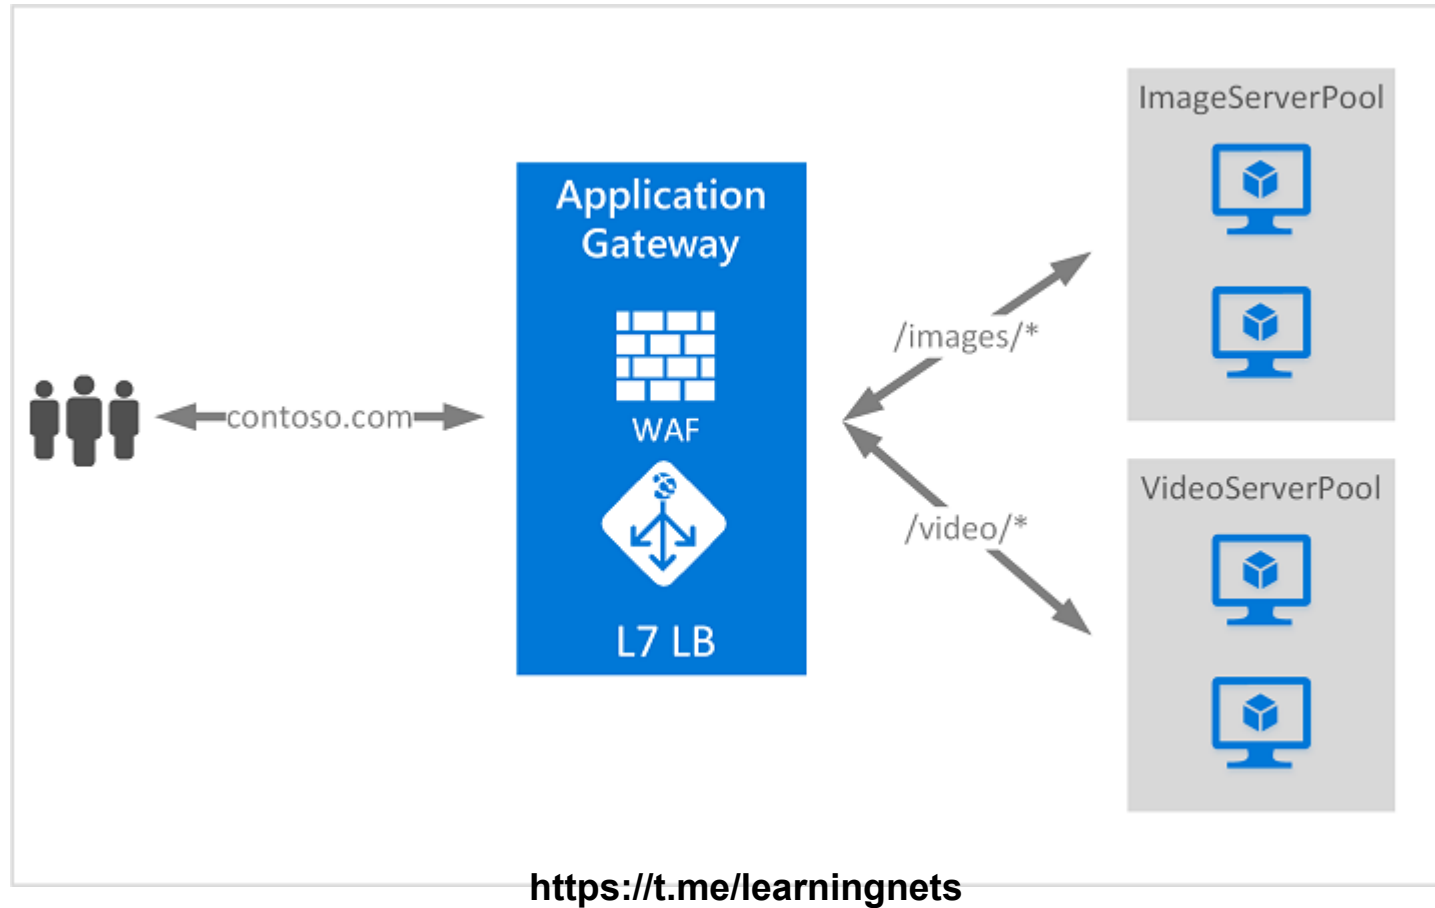 contoso.com
Application
Gateway
WAF
L7 LB
/images/*
/video/*
ImageServerPool
VideoServerPool
https://t.me/learningnets